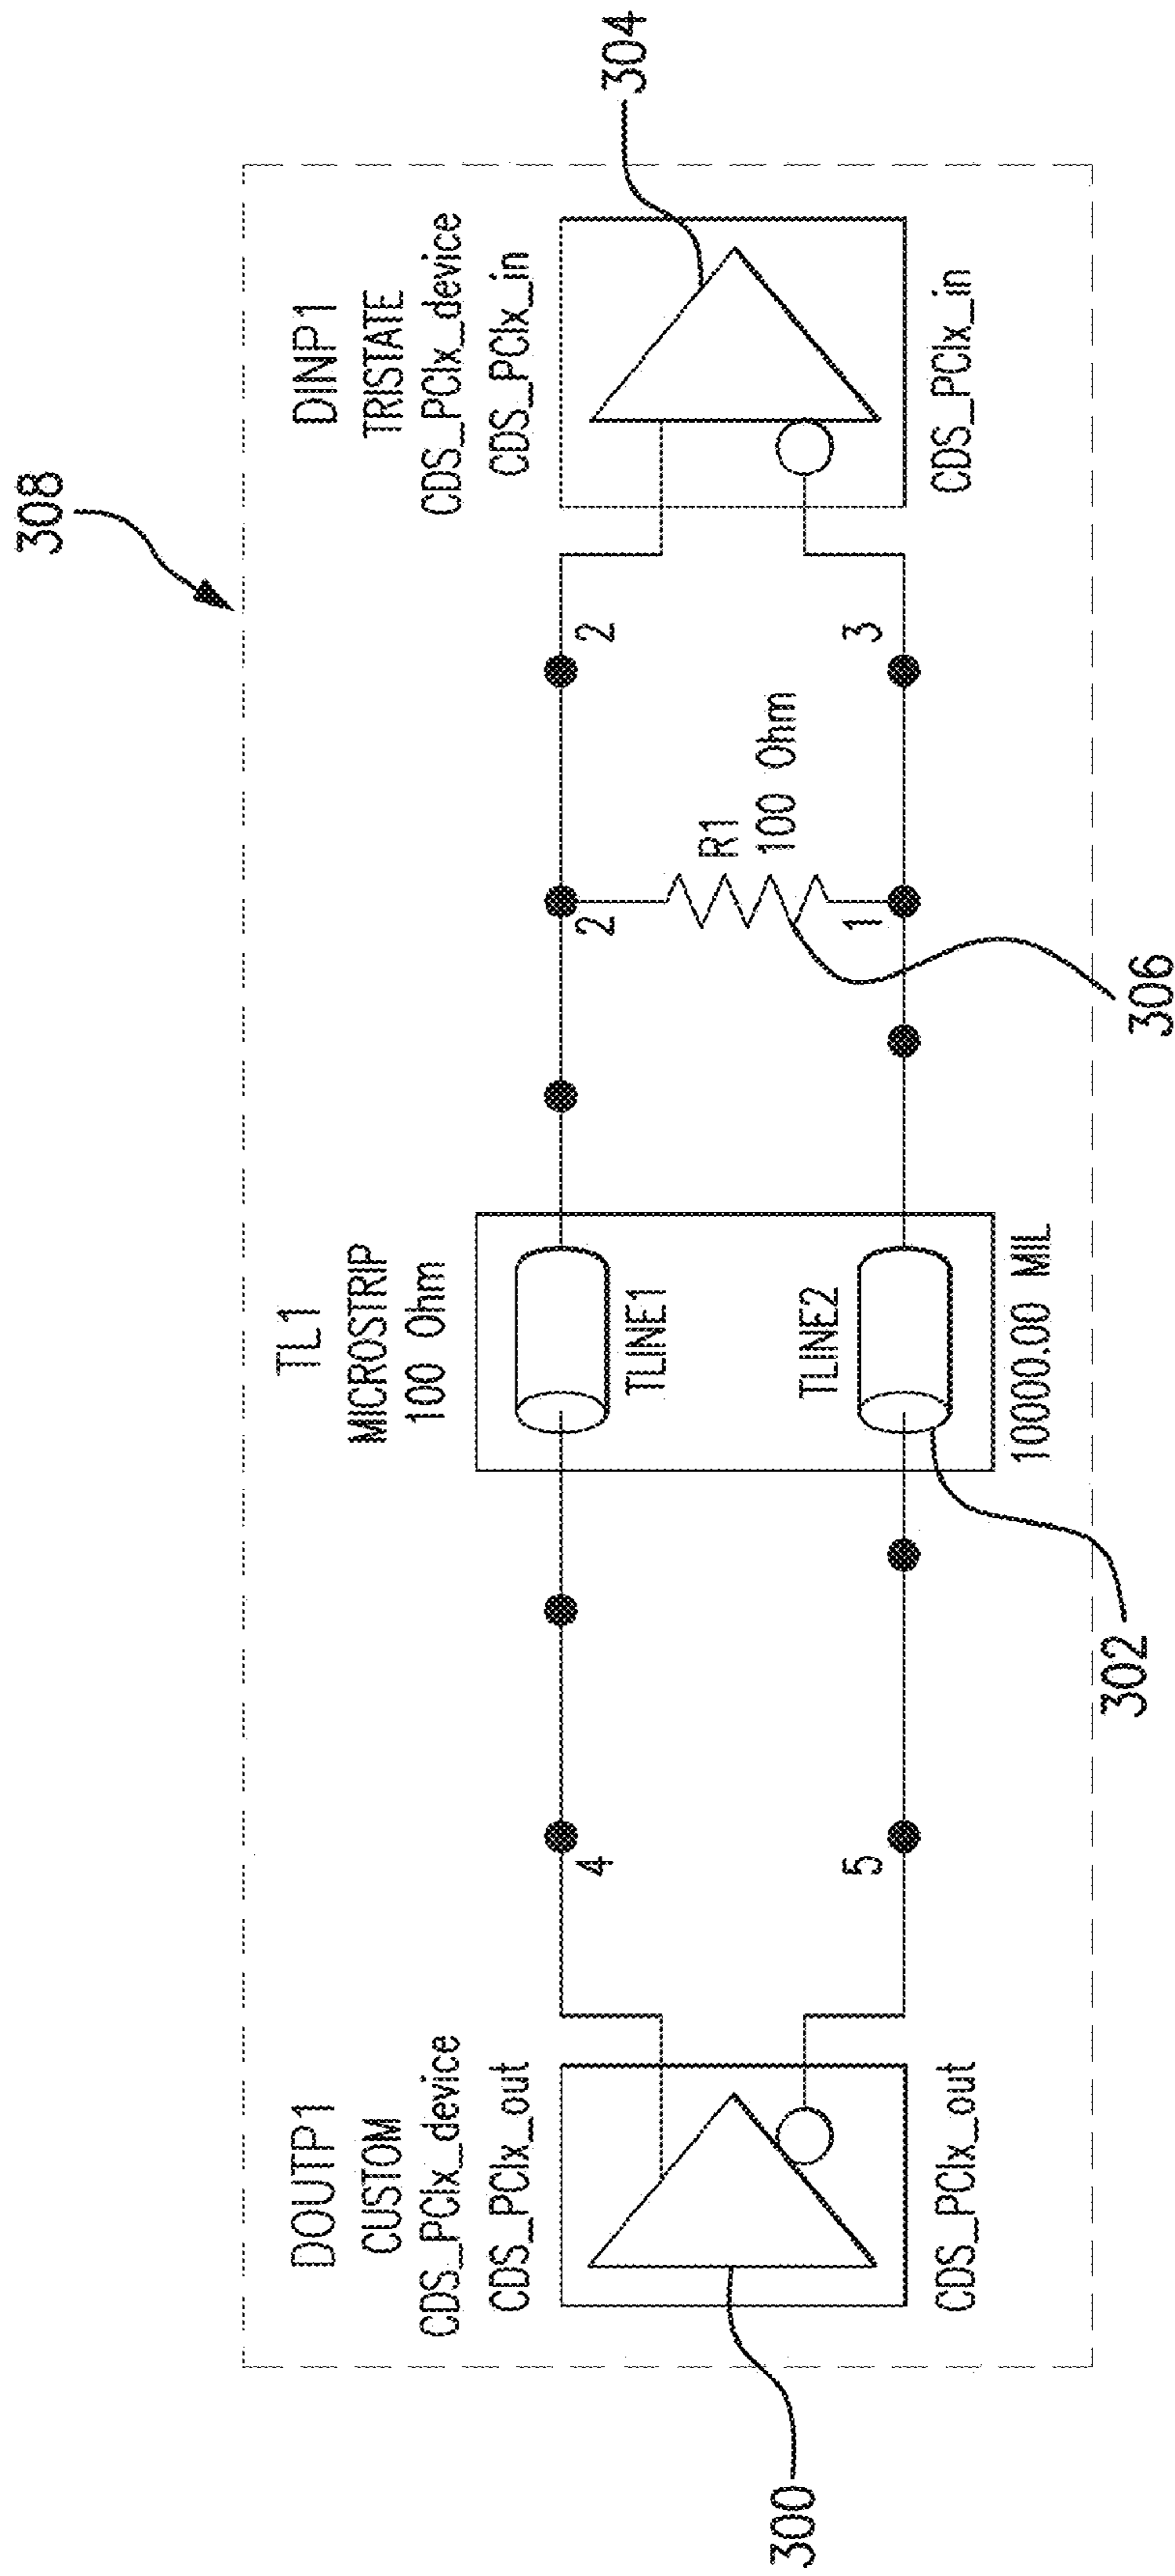 308
DOUTP1
CUSTOM
CDS_PCIx_device
CDS_PCIx_out
CDS_PCIx_out
300
4
5
TL1
MICROSTRIP
100 Ohm
TLINE1
TLINE2
10000.00 MIL
302
2
R1
100 Ohm
1
306
2
3
DINP1
TRISTATE
CDS_PCIx_device
CDS_PCIx_in
CDS_PCIx_in
304